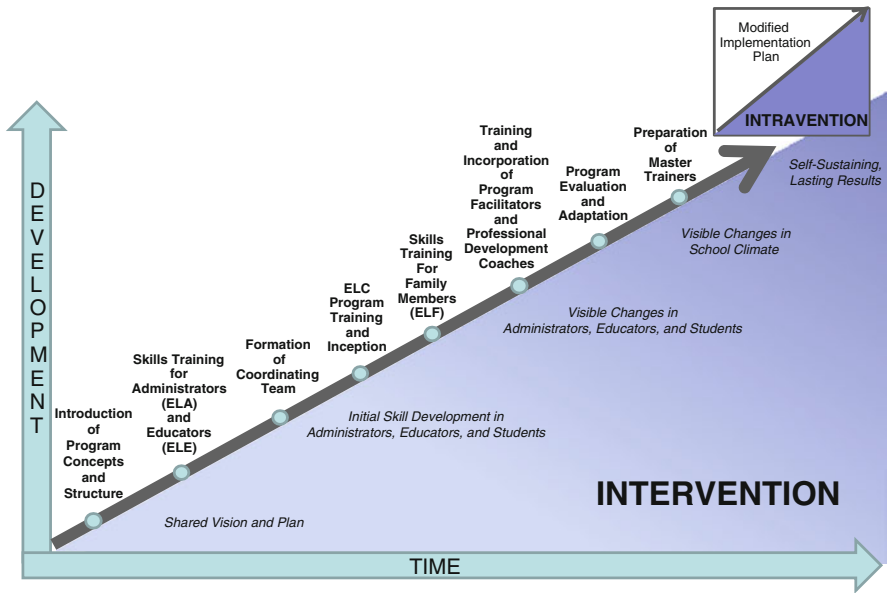 Modified
Implementation
Plan
INTRAVENTION
DEVELOPMENT
Introduction
of
Program
Concepts
and
Structure
Skills Training
for
Administrators
(ELA)
and
Educators
(ELE)
Formation
of
Coordinating
Team
ELC
Program
Training
and
Inception
Skills
Training
For
Family
Members
(ELF)
Training
and
Incorporation
of
Program
Facilitators
and
Professional
Development
Coaches
Program
Evaluation
and
Adaptation
Preparation
of
Master
Trainers
Self-Sustaining,
Lasting Results
Visible Changes in
School Climate
Visible Changes in
Administrators, Educators, and Students
Initial Skill Development in
Administrators, Educators, and Students
Shared Vision and Plan
INTERVENTION
TIME